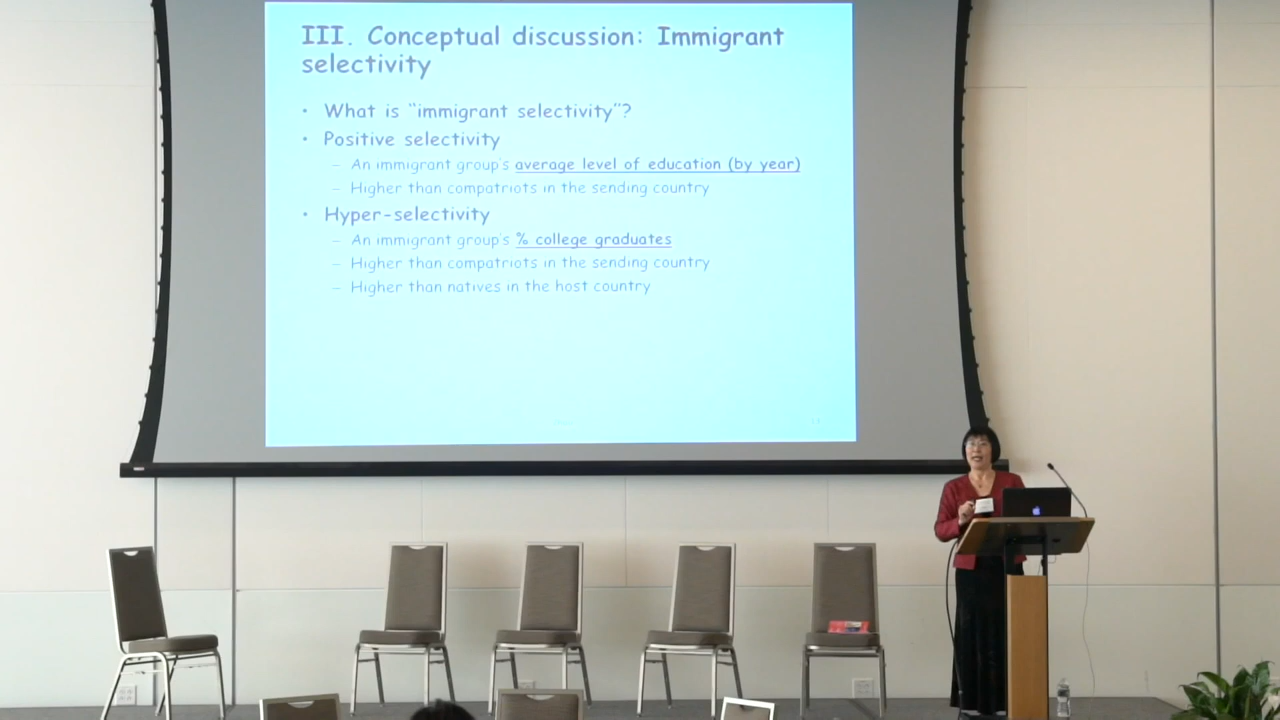 III. Conceptual discussion: Immigrant
selectivity
• What is “immigrant selectivity”?
• Positive selectivity
– An immigrant group's average level of education (by year)
– Higher than compatriots in the sending country
• Hyper-selectivity
– An immigrant group's % college graduates
– Higher than compatriots in the sending country
– Higher than natives in the host country